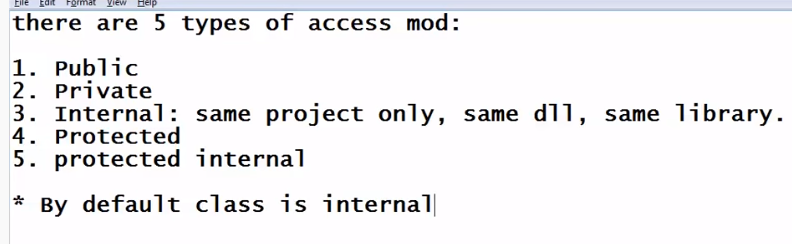 File Edit Format View Help
there are 5 types of access mod:
1. Public
2. Private
3. Internal: same project only, same dll, same library.
4. Protected
5. protected internal
* By default class is internal